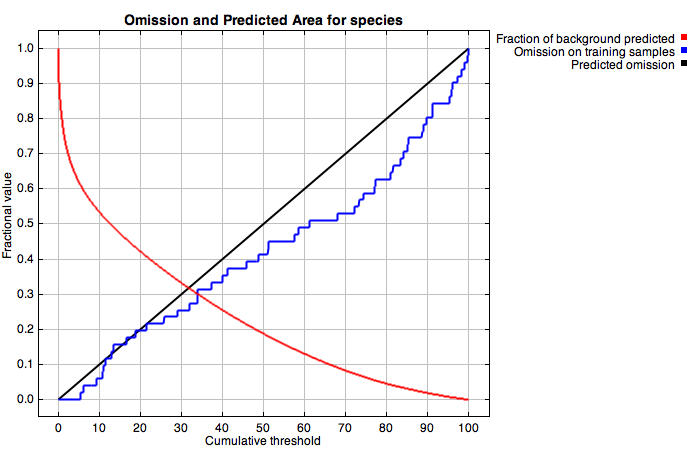 Omission and Predicted Area for species
Fraction of background predicted
Omission on training samples
Predicted omission
Fractional value
1.0
0.9
0.8
0.7
0.6
0.5
0.4
0.3
0.2
0.1
0.0
0 10 20 30 40 50 60 70 80 90 100
Cumulative threshold